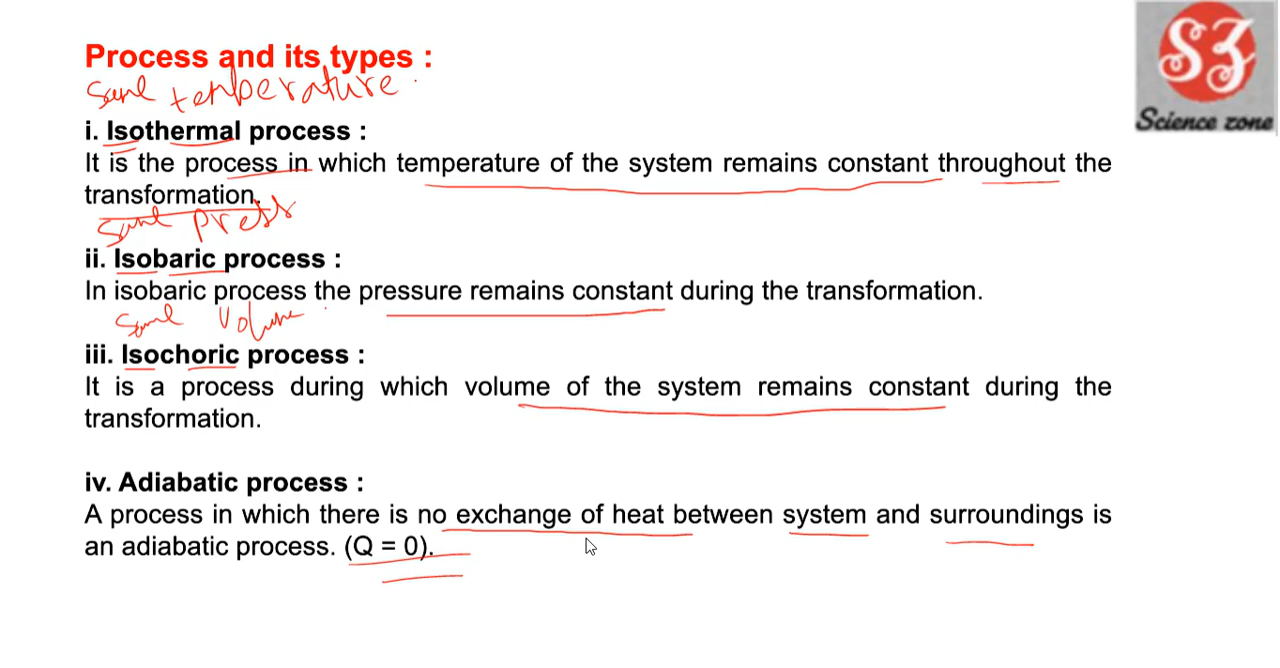 SZ
Science zone
Process and its types :
same temperature
i. Isothermal process :
It is the process in which temperature of the system remains constant throughout the
transformation.
same press
ii. Isobaric process :
In isobaric process the pressure remains constant during the transformation.
same volume
iii. Isochoric process :
It is a process during which volume of the system remains constant during the
transformation.
iv. Adiabatic process :
A process in which there is no exchange of heat between system and surroundings is
an adiabatic process. (Q = 0).